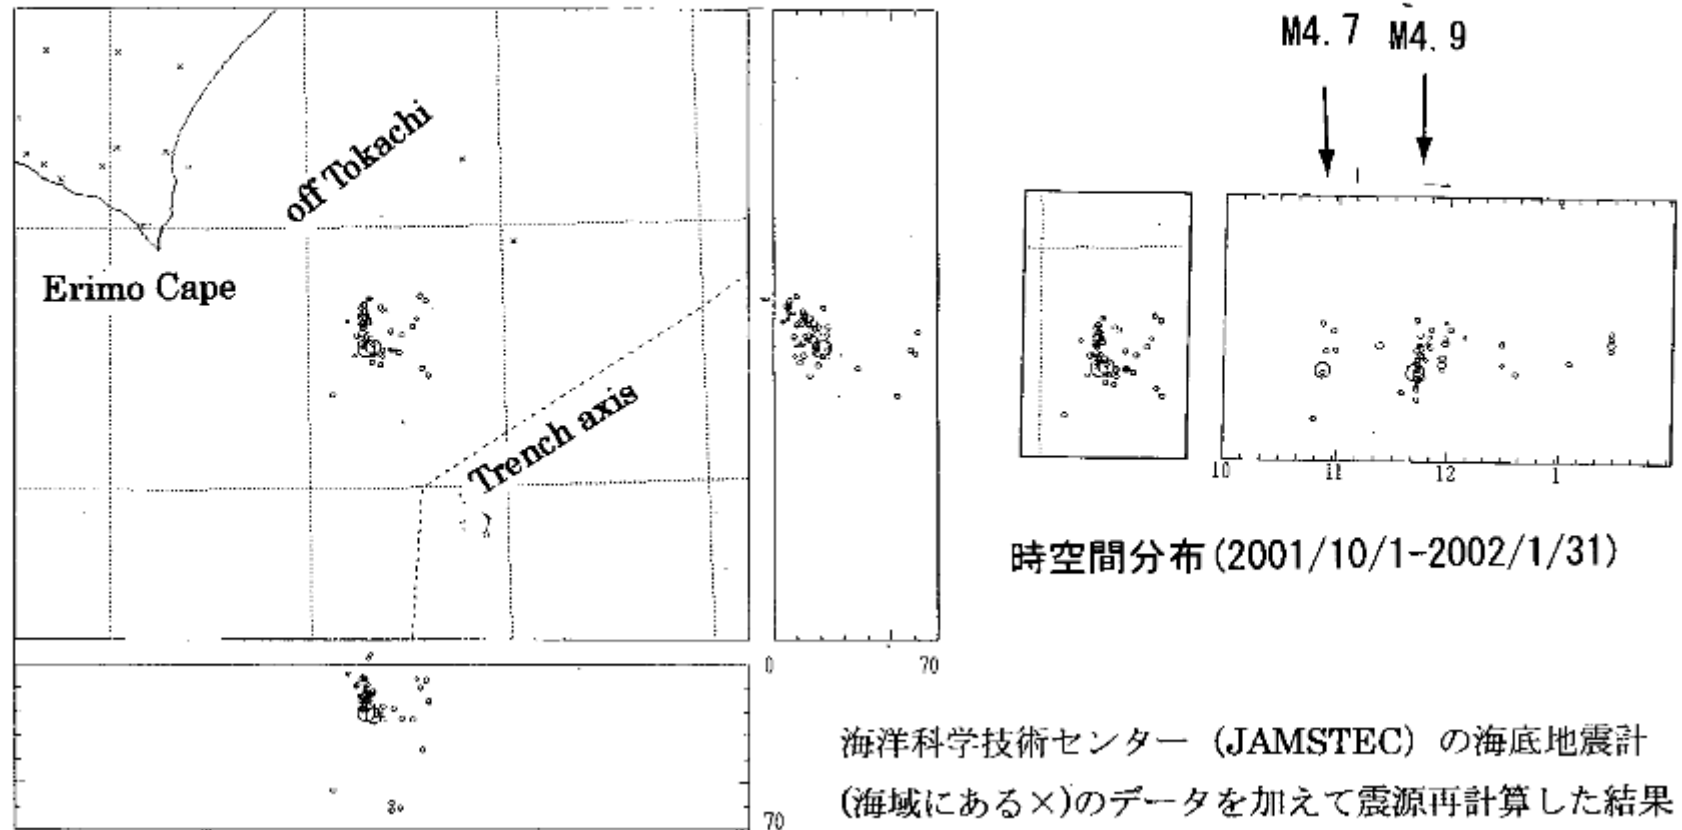 M4.7 M4.9
off Tokachi
Erimo Cape
Trench axis
0 70
70
10 11 12 1
時空間分布(2001/10/1-2002/1/31)
海洋科学技術センター (JAMSTEC) の海底地震計
(海域にある×)のデータを加えて震源再計算した結果